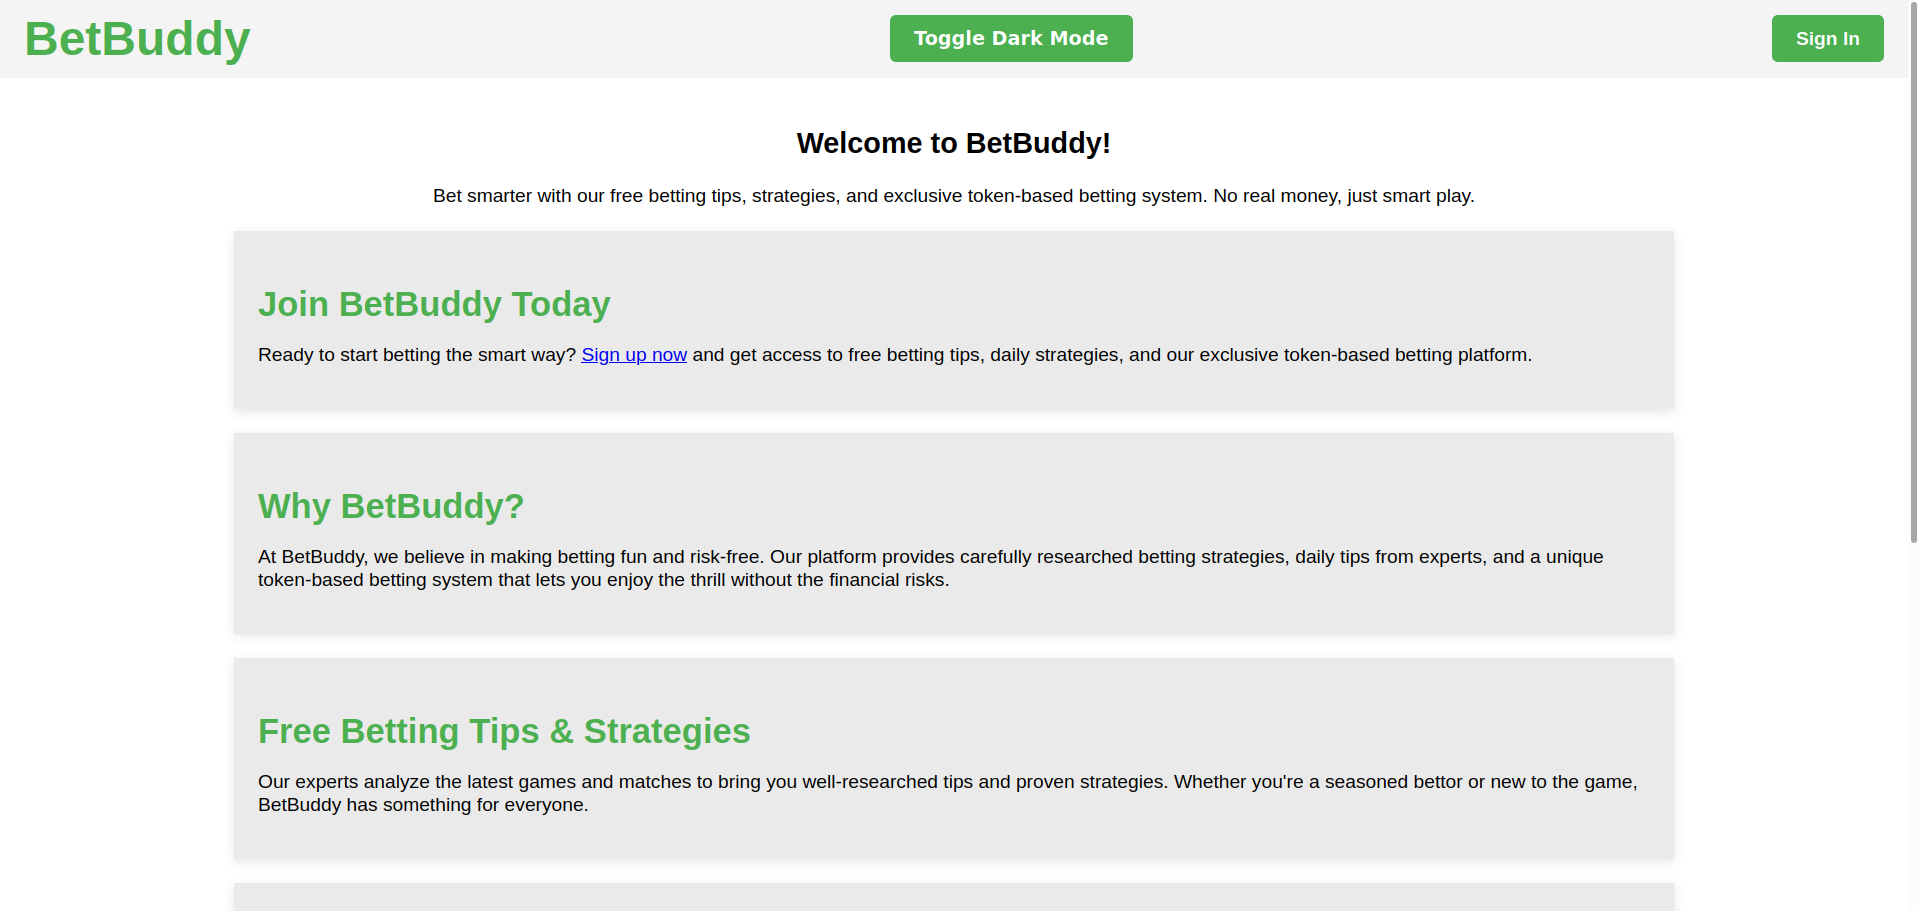 BetBuddy
Toggle Dark Mode
Sign In
Welcome to BetBuddy!
Bet smarter with our free betting tips, strategies, and exclusive token-based betting system. No real money, just smart play.
Join BetBuddy Today
Ready to start betting the smart way? Sign up now and get access to free betting tips, daily strategies, and our exclusive token-based betting platform.
Why BetBuddy?
At BetBuddy, we believe in making betting fun and risk-free. Our platform provides carefully researched betting strategies, daily tips from experts, and a unique
token-based betting system that lets you enjoy the thrill without the financial risks.
Free Betting Tips & Strategies
Our experts analyze the latest games and matches to bring you well-researched tips and proven strategies. Whether you're a seasoned bettor or new to the game,
BetBuddy has something for everyone.